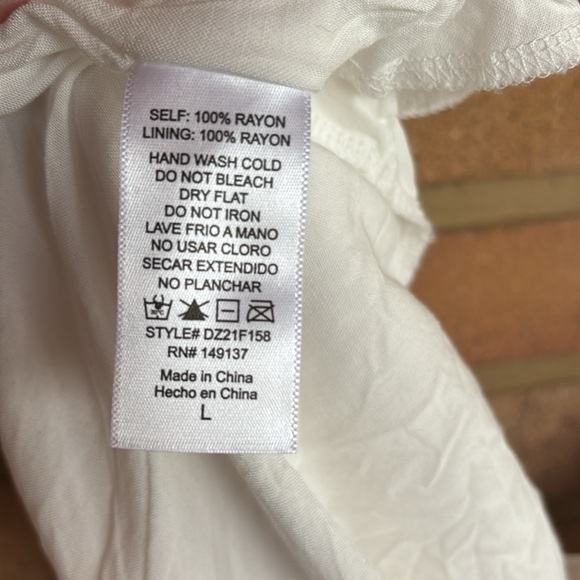 SELF: 100% RAYON
LINING: 100% RAYON
HAND WASH COLD
DO NOT BLEACH
DRY FLAT
DO NOT IRON
LAVE FRIO A MANO
NO USAR CLORO
SECAR EXTENDIDO
NO PLANCHAR
STYLE# DZ21F158
RN# 149137
Made in China
Hecho en China
L